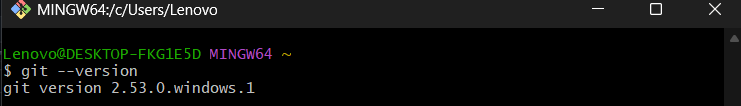 MINGW64:/c/Users/Lenovo
Lenovo@DESKTOP-FKG1E5D MINGW64 ~
$ git --version
git version 2.53.0.windows.1